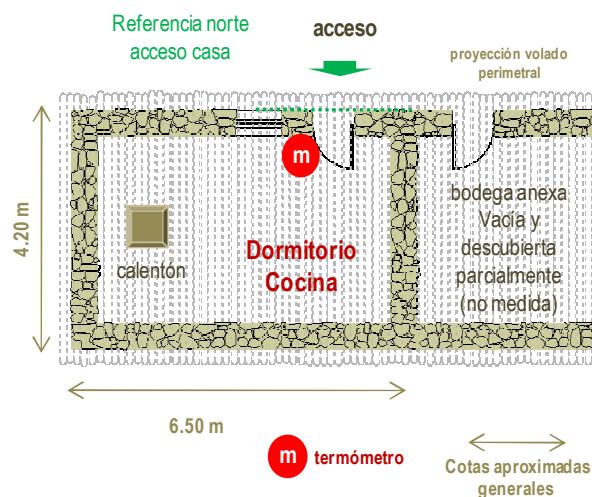 Referencia norte
acceso casa
acceso
proyección volado
perimetral
m
bodega anexa
Vacía y
descubierta
parcialmente
(no medida)
4.20 m
calentón
Dormitorio
Cocina
6.50 m
m termómetro
Cotas aproximadas
generales